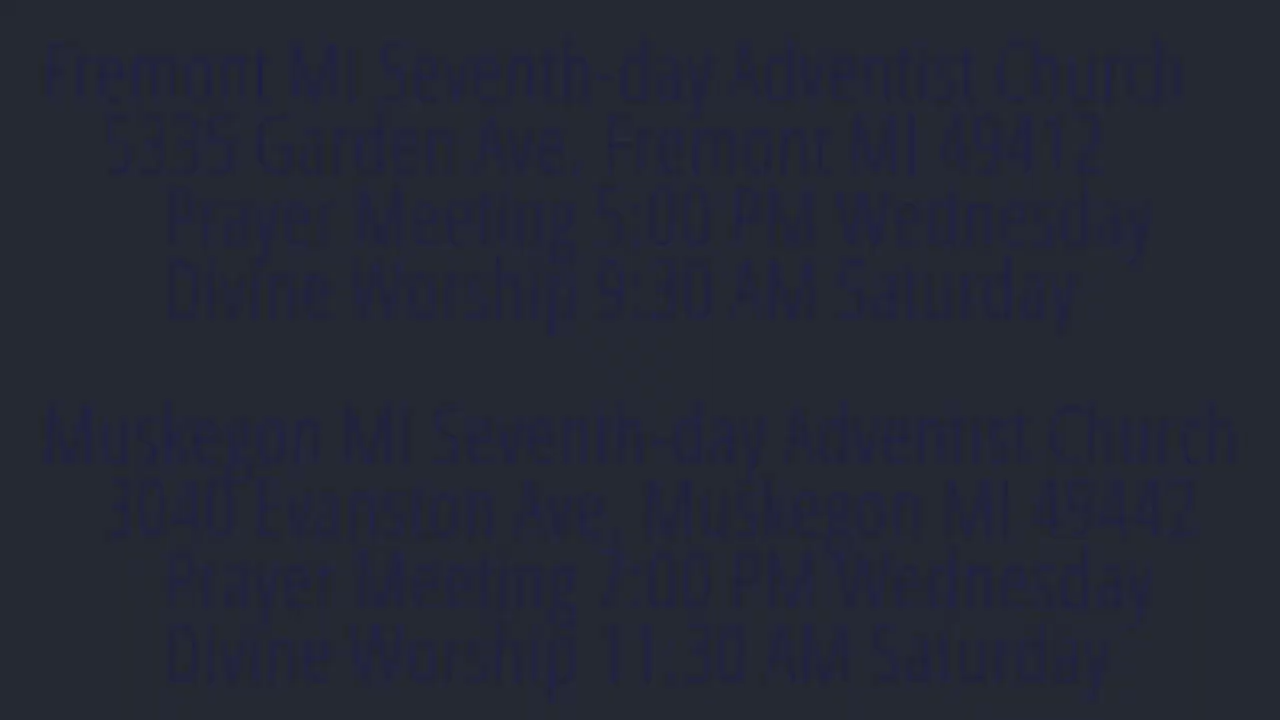 Fremont MI Seventh-day Adventist Church
5335 Garden Ave. Fremont MI 49412
Prayer Meeting 5:00 PM Wednesday
Divine Worship 9:30 AM Saturday
Muskegon MI Seventh-day Adventist Church
3040 Evanston Ave, Muskegon MI 49442
Prayer Meeting 7:00 PM Wednesday
Divine Worship 11:30 AM Saturday